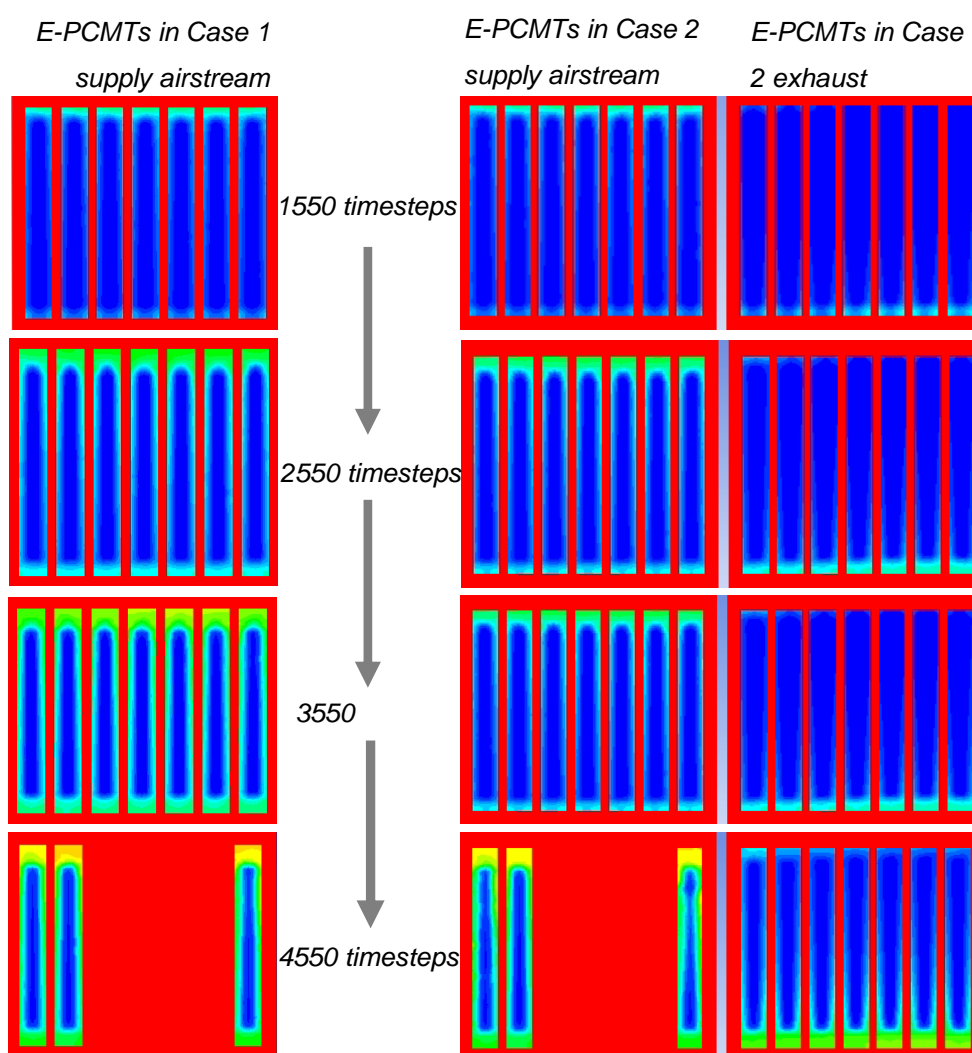 E-PCMTs in Case 1
supply airstream
E-PCMTs in Case 2
supply airstream
E-PCMTs in Case
2 exhaust
1550 timesteps
2550 timesteps
3550
4550 timesteps